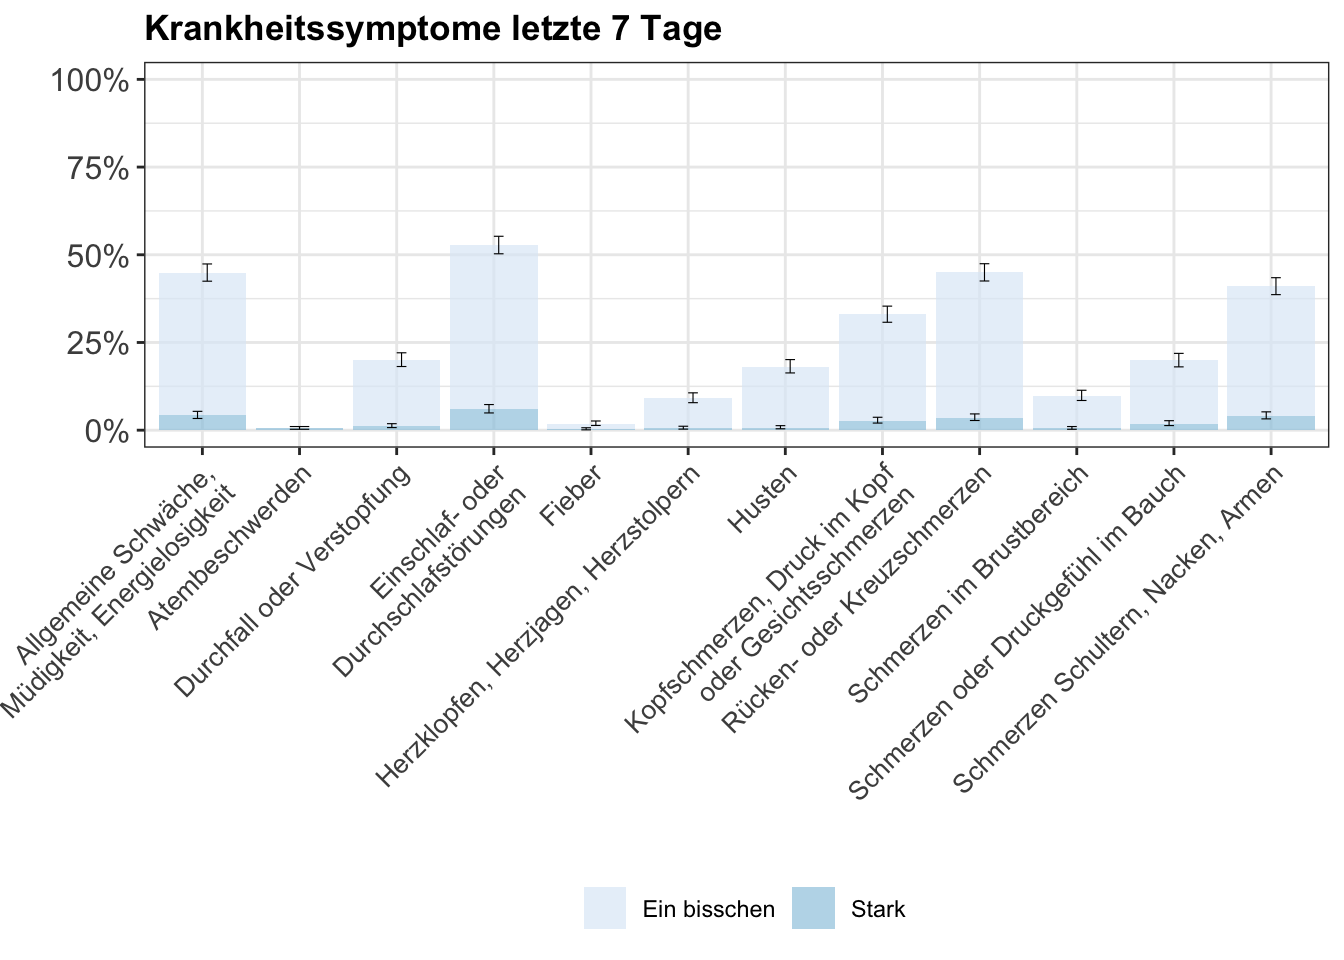 Krankheitssymptome letzte 7 Tage
100%
75%
50%
25%
0%
Allgemeine Schwäche,
Müdigkeit, Energielosigkeit
Atembeschwerden
Durchfall oder Verstopfung
Einschlaf- oder
Durchschlafstörungen
Fieber
Herzklopfen, Herzjagen, Herzstolpern
Husten
Kopfschmerzen, Druck im Kopf
oder Gesichtsschmerzen
Rücken- oder Kreuzschmerzen
Schmerzen im Brustbereich
Schmerzen oder Druckgefühl im Bauch
Schmerzen Schultern, Nacken, Armen
Ein bisschen
Stark